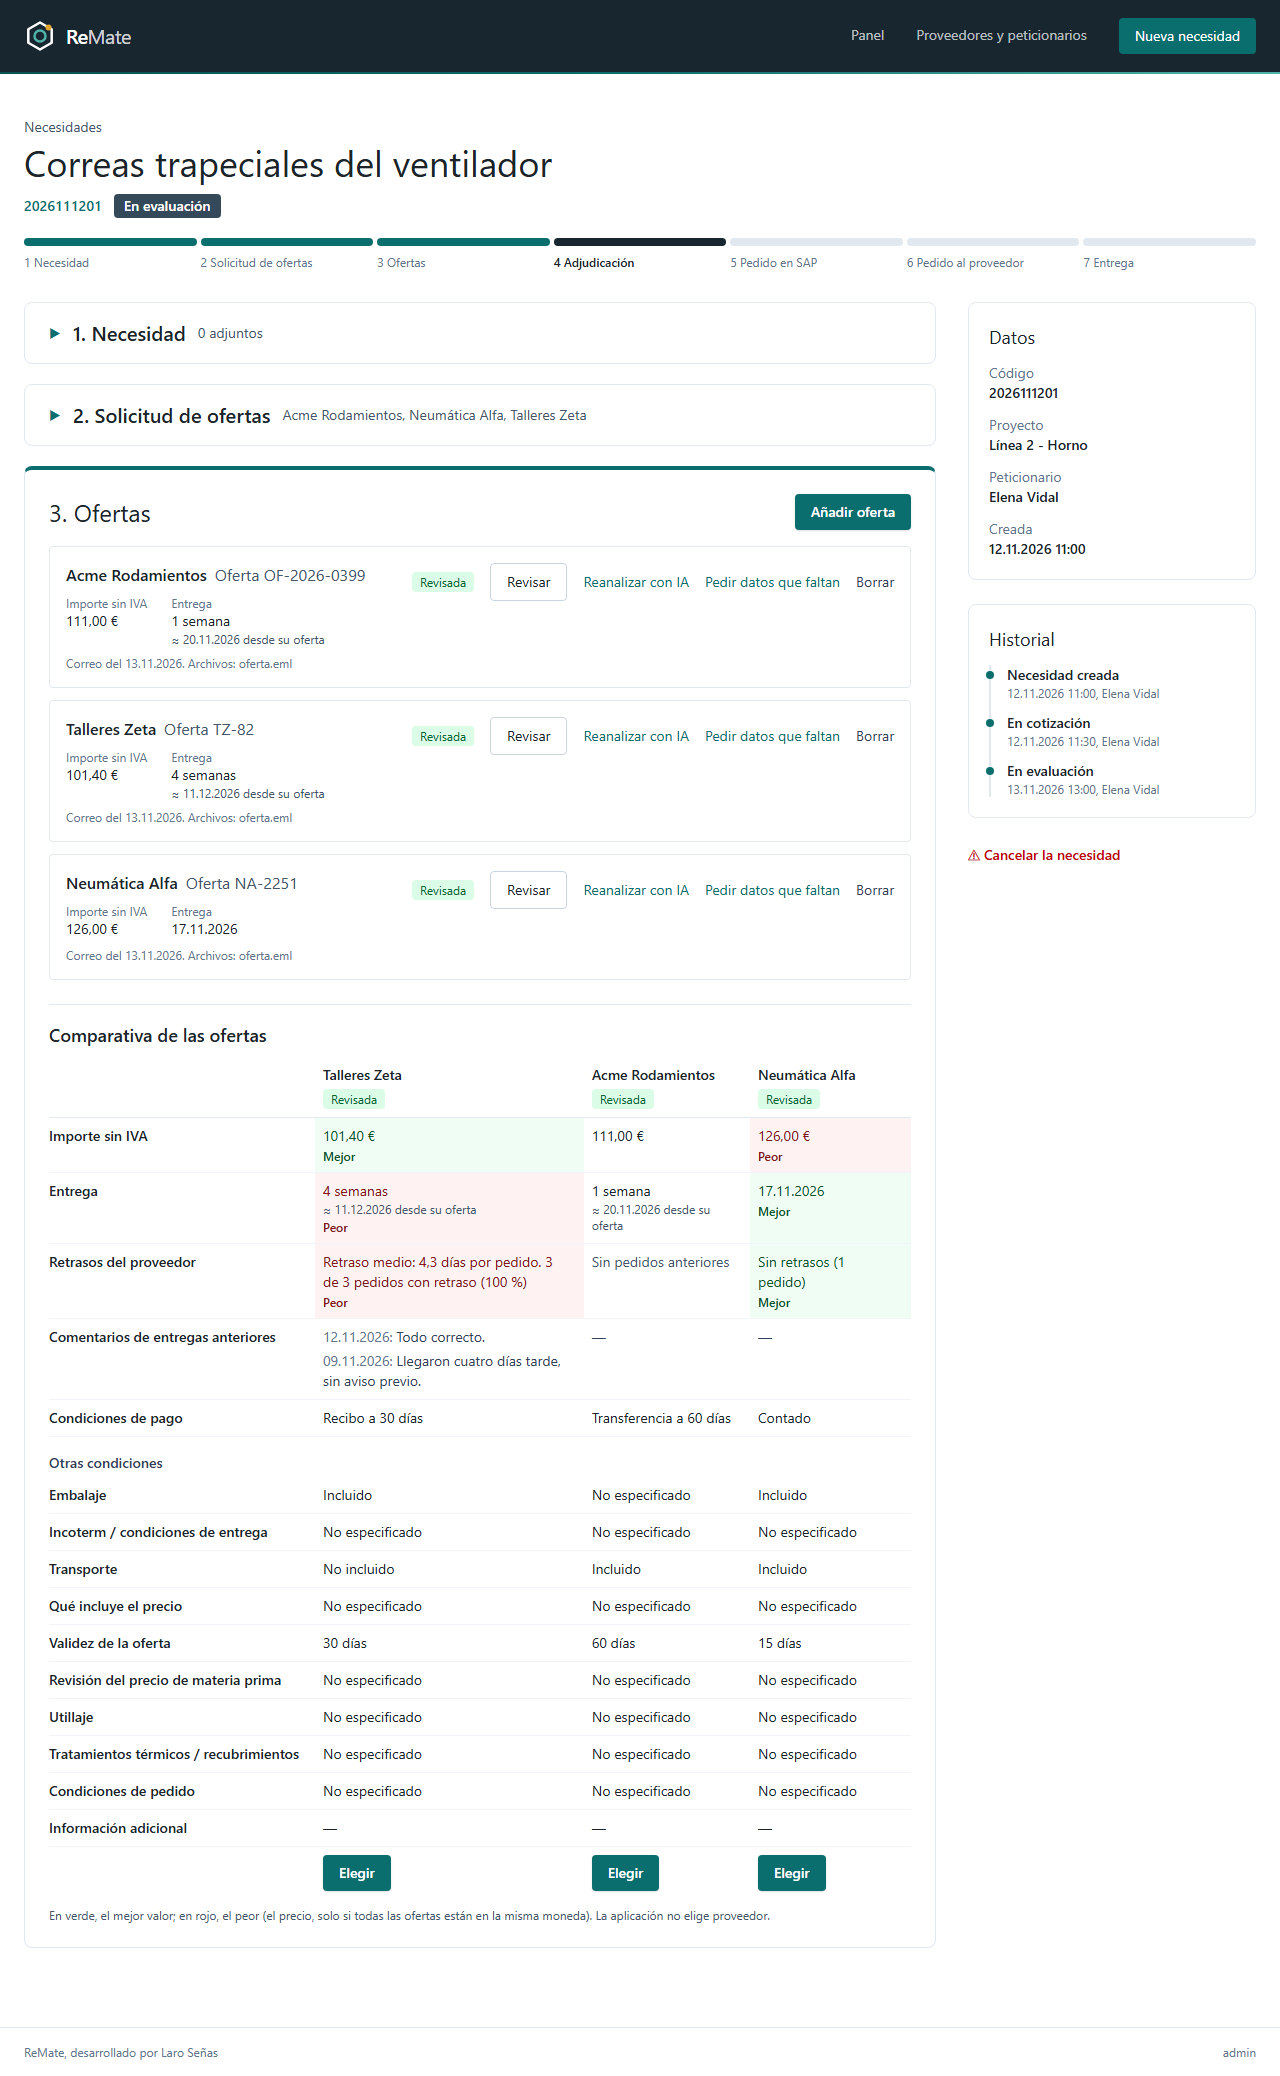 ReMate
Panel
Proveedores y peticionarios
Nueva necesidad
Necesidades
Correas trapeciales del ventilador
2026111201 En evaluación
1 Necesidad
2 Solicitud de ofertas
3 Ofertas
4 Adjudicación
5 Pedido en SAP
6 Pedido al proveedor
7 Entrega
1. Necesidad 0 adjuntos
2. Solicitud de ofertas Acme Rodamientos, Neumática Alfa, Talleres Zeta
3. Ofertas
Añadir oferta
Acme Rodamientos Oferta OF-2026-0399
Revisada Revisar Reanalizar con IA Pedir datos que faltan Borrar
Importe sin IVA Entrega
111,00 € 1 semana
≈ 20.11.2026 desde su oferta
Correo del 13.11.2026. Archivos: oferta.eml
Talleres Zeta Oferta TZ-82
Revisada Revisar Reanalizar con IA Pedir datos que faltan Borrar
Importe sin IVA Entrega
101,40 € 4 semanas
≈ 11.12.2026 desde su oferta
Correo del 13.11.2026. Archivos: oferta.eml
Neumática Alfa Oferta NA-2251
Revisada Revisar Reanalizar con IA Pedir datos que faltan Borrar
Importe sin IVA Entrega
126,00 € 17.11.2026
Correo del 13.11.2026. Archivos: oferta.eml
Comparativa de las ofertas
Talleres Zeta Acme Rodamientos Neumática Alfa
Revisada Revisada Revisada
Importe sin IVA 101,40 € 111,00 € 126,00 €
Mejor Peor
Entrega 4 semanas 1 semana 17.11.2026
≈ 11.12.2026 desde su oferta ≈ 20.11.2026 desde su Mejor
Peor oferta
Retrasos del proveedor Retraso medio: 4,3 días por pedido. 3 Sin pedidos anteriores Sin retrasos (1
de 3 pedidos con retraso (100 %) pedido)
Peor Mejor
Comentarios de entregas anteriores 12.11.2026: Todo correcto. — —
09.11.2026: Llegaron cuatro días tarde,
sin aviso previo.
Condiciones de pago Recibo a 30 días Transferencia a 60 días Contado
Otras condiciones
Embalaje Incluido No especificado Incluido
Incoterm / condiciones de entrega No especificado No especificado No especificado
Transporte No incluido Incluido Incluido
Qué incluye el precio No especificado No especificado No especificado
Validez de la oferta 30 días 60 días 15 días
Revisión del precio de materia prima No especificado No especificado No especificado
Utillaje No especificado No especificado No especificado
Tratamientos térmicos / recubrimientos No especificado No especificado No especificado
Condiciones de pedido No especificado No especificado No especificado
Información adicional — — —
Elegir Elegir Elegir
En verde, el mejor valor; en rojo, el peor (el precio, solo si todas las ofertas están en la misma moneda). La aplicación no elige proveedor.
Datos
Código
2026111201
Proyecto
Línea 2 - Horno
Peticionario
Elena Vidal
Creada
12.11.2026 11:00
Historial
Necesidad creada
12.11.2026 11:00, Elena Vidal
En cotización
12.11.2026 11:30, Elena Vidal
En evaluación
13.11.2026 13:00, Elena Vidal
⚠ Cancelar la necesidad
ReMate, desarrollado por Laro Señas
admin